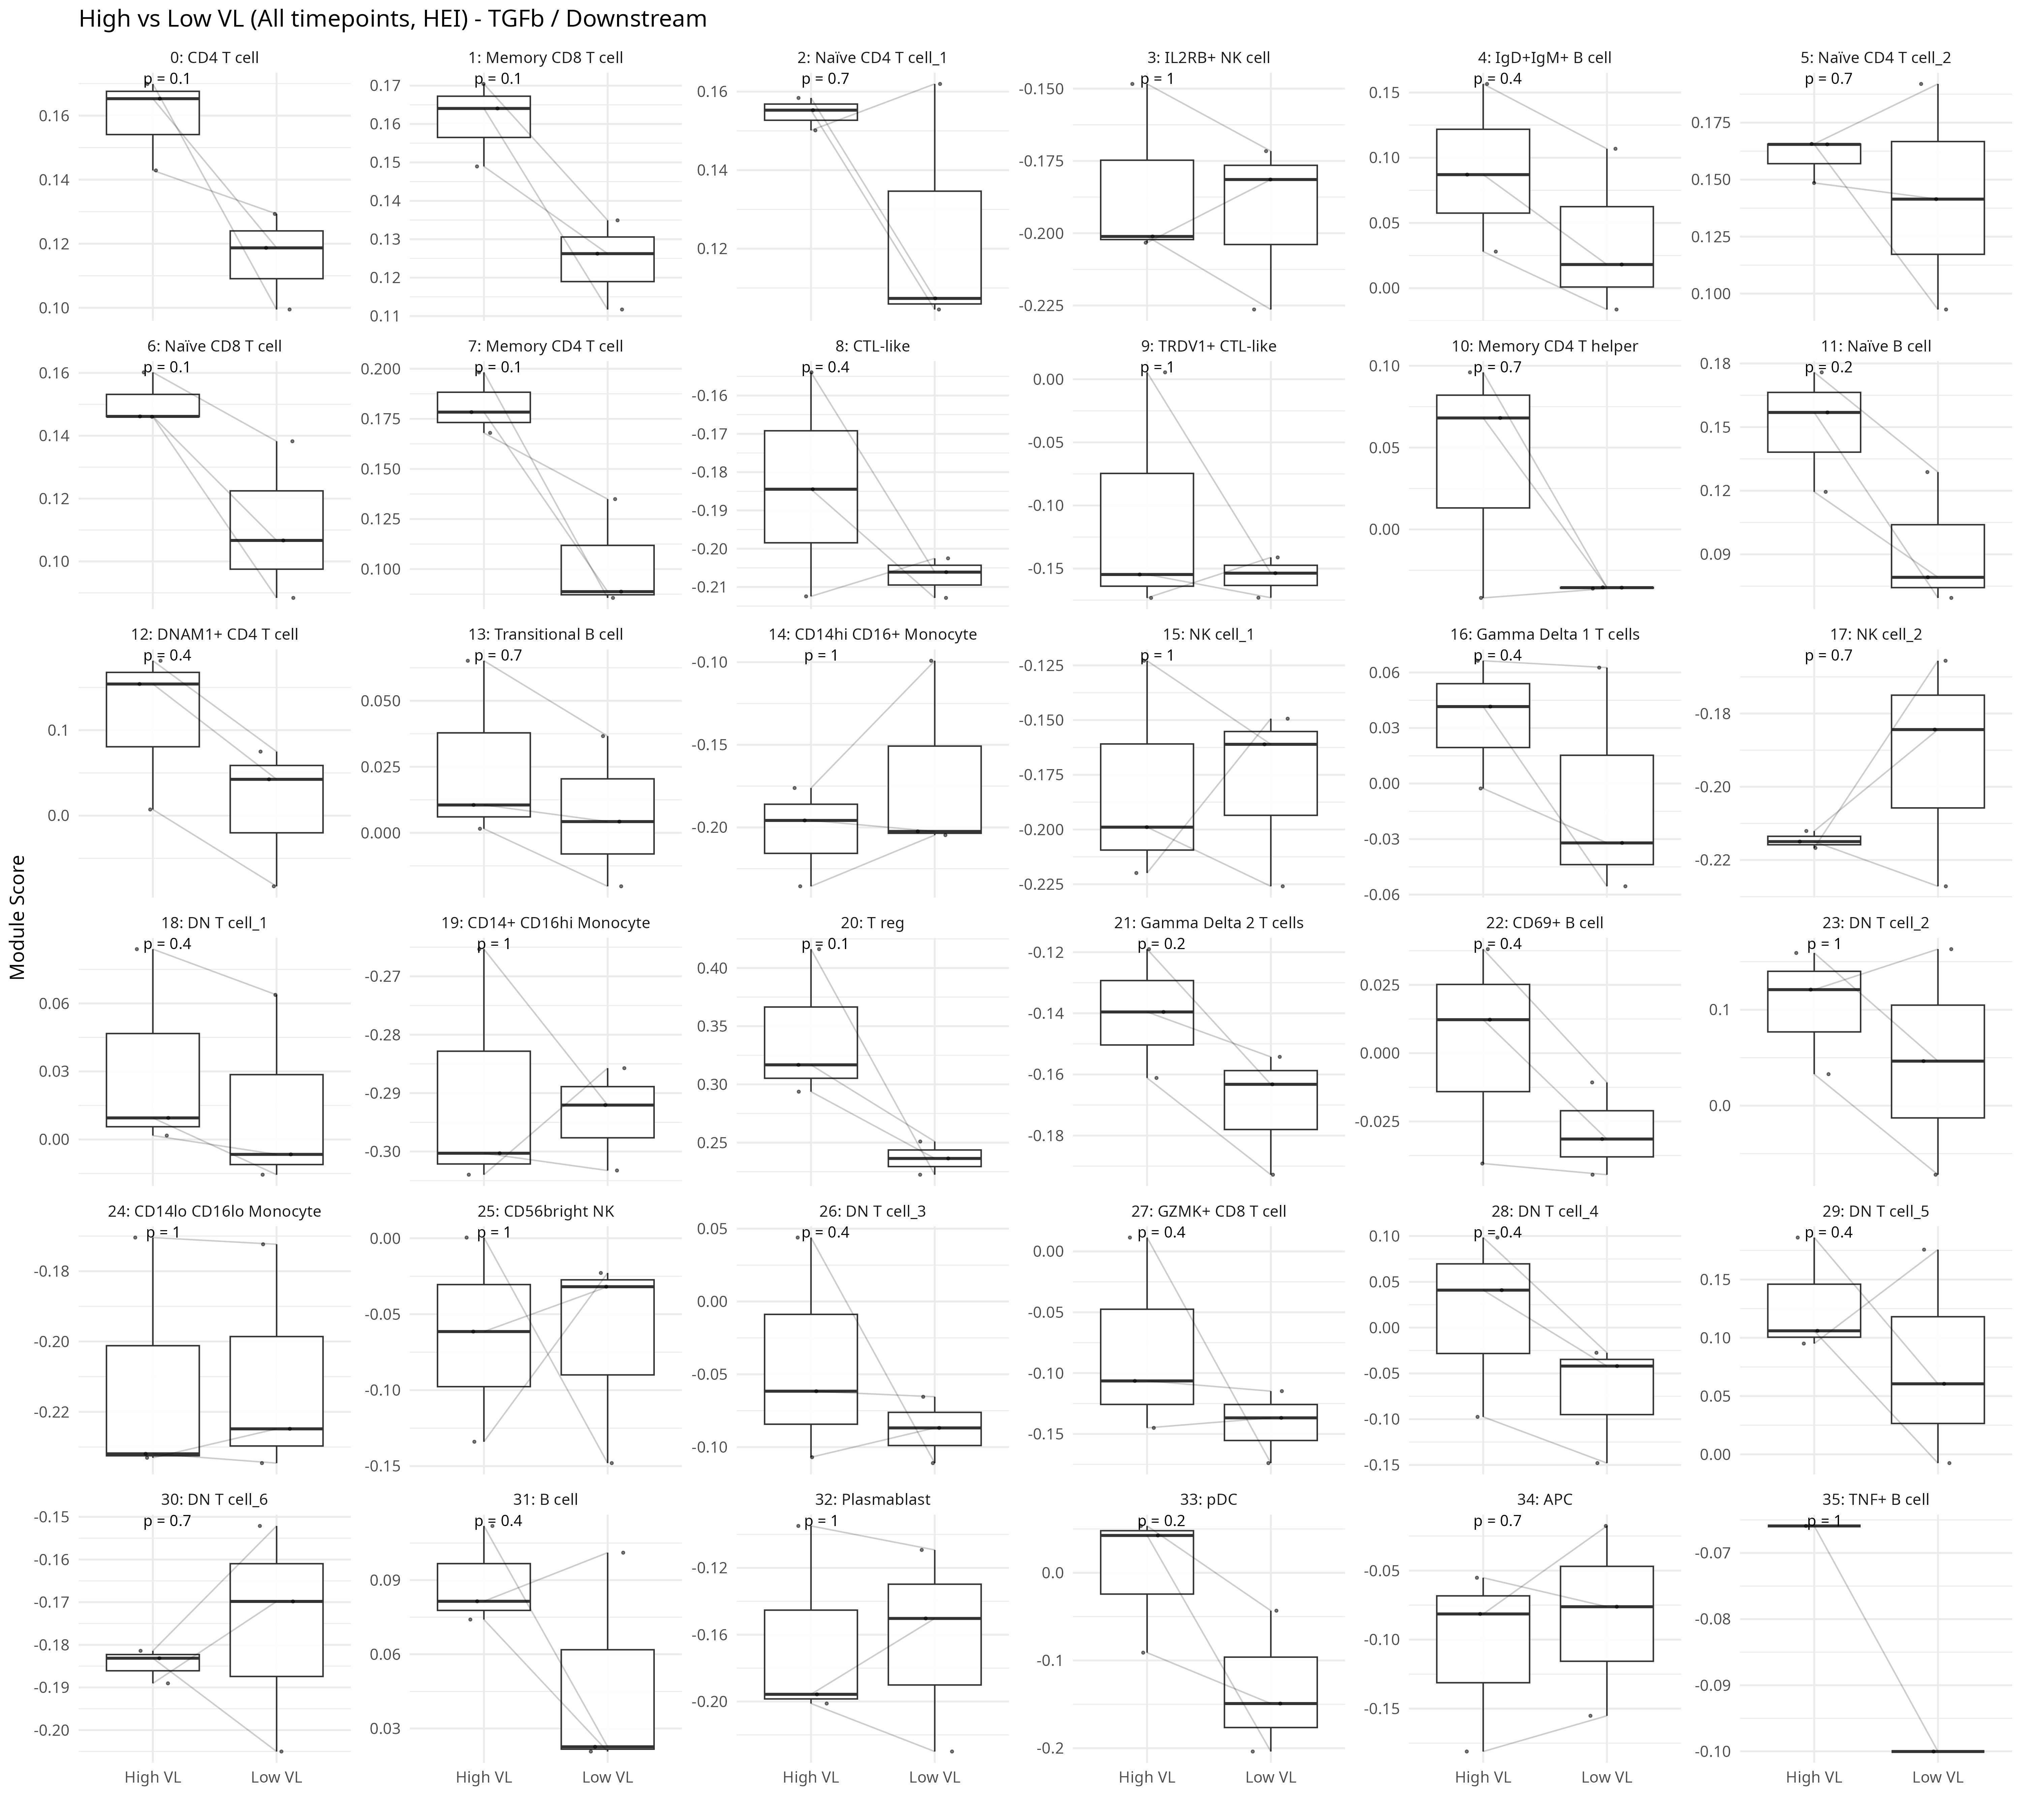 High vs Low VL (All timepoints, HEI) - TGFb / Downstream
Module Score
0: CD4 T cell
p = 0.1
0.16
0.14
0.12
0.10
1: Memory CD8 T cell
p = 0.1
0.17
0.16
0.15
0.14
0.13
0.12
0.11
2: Naïve CD4 T cell_1
p = 0.7
0.16
0.14
0.12
3: IL2RB+ NK cell
p = 1
-0.150
-0.175
-0.200
-0.225
4: IgD+IgM+ B cell
p = 0.4
0.15
0.10
0.05
0.00
5: Naïve CD4 T cell_2
p = 0.7
0.175
0.150
0.125
0.100
6: Naïve CD8 T cell
p = 0.1
0.16
0.14
0.12
0.10
7: Memory CD4 T cell
p = 0.1
0.200
0.175
0.150
0.125
0.100
8: CTL-like
p = 0.4
-0.16
-0.17
-0.18
-0.19
-0.20
-0.21
9: TRDV1+ CTL-like
p = 1
0.00
-0.05
-0.10
-0.15
10: Memory CD4 T helper
p = 0.7
0.10
0.05
0.00
11: Naïve B cell
p = 0.2
0.18
0.15
0.12
0.09
12: DNAM1+ CD4 T cell
p = 0.4
0.1
0.0
13: Transitional B cell
p = 0.7
0.050
0.025
0.000
14: CD14hi CD16+ Monocyte
p = 1
-0.10
-0.15
-0.20
15: NK cell_1
p = 1
-0.125
-0.150
-0.175
-0.200
-0.225
16: Gamma Delta 1 T cells
p = 0.4
0.06
0.03
0.00
-0.03
-0.06
17: NK cell_2
p = 0.7
-0.18
-0.20
-0.22
18: DN T cell_1
p = 0.4
0.06
0.03
0.00
19: CD14+ CD16hi Monocyte
p = 1
-0.27
-0.28
-0.29
-0.30
20: T reg
p = 0.1
0.40
0.35
0.30
0.25
21: Gamma Delta 2 T cells
p = 0.2
-0.12
-0.14
-0.16
-0.18
22: CD69+ B cell
p = 0.4
0.025
0.000
-0.025
23: DN T cell_2
p = 1
0.1
0.0
24: CD14lo CD16lo Monocyte
p = 1
-0.18
-0.20
-0.22
25: CD56bright NK
p = 1
0.00
-0.05
-0.10
-0.15
26: DN T cell_3
p = 0.4
0.05
0.00
-0.05
-0.10
27: GZMK+ CD8 T cell
p = 0.4
0.00
-0.05
-0.10
-0.15
28: DN T cell_4
p = 0.4
0.10
0.05
0.00
-0.05
-0.10
-0.15
29: DN T cell_5
p = 0.4
0.15
0.10
0.05
0.00
30: DN T cell_6
p = 0.7
-0.15
-0.16
-0.17
-0.18
-0.19
-0.20
High VL
Low VL
31: B cell
p = 0.4
0.09
0.06
0.03
High VL
Low VL
32: Plasmablast
p = 1
-0.12
-0.16
-0.20
High VL
Low VL
33: pDC
p = 0.2
0.0
-0.1
-0.2
High VL
Low VL
34: APC
p = 0.7
-0.05
-0.10
-0.15
High VL
Low VL
35: TNF+ B cell
p = 1
-0.07
-0.08
-0.09
-0.10
High VL
Low VL